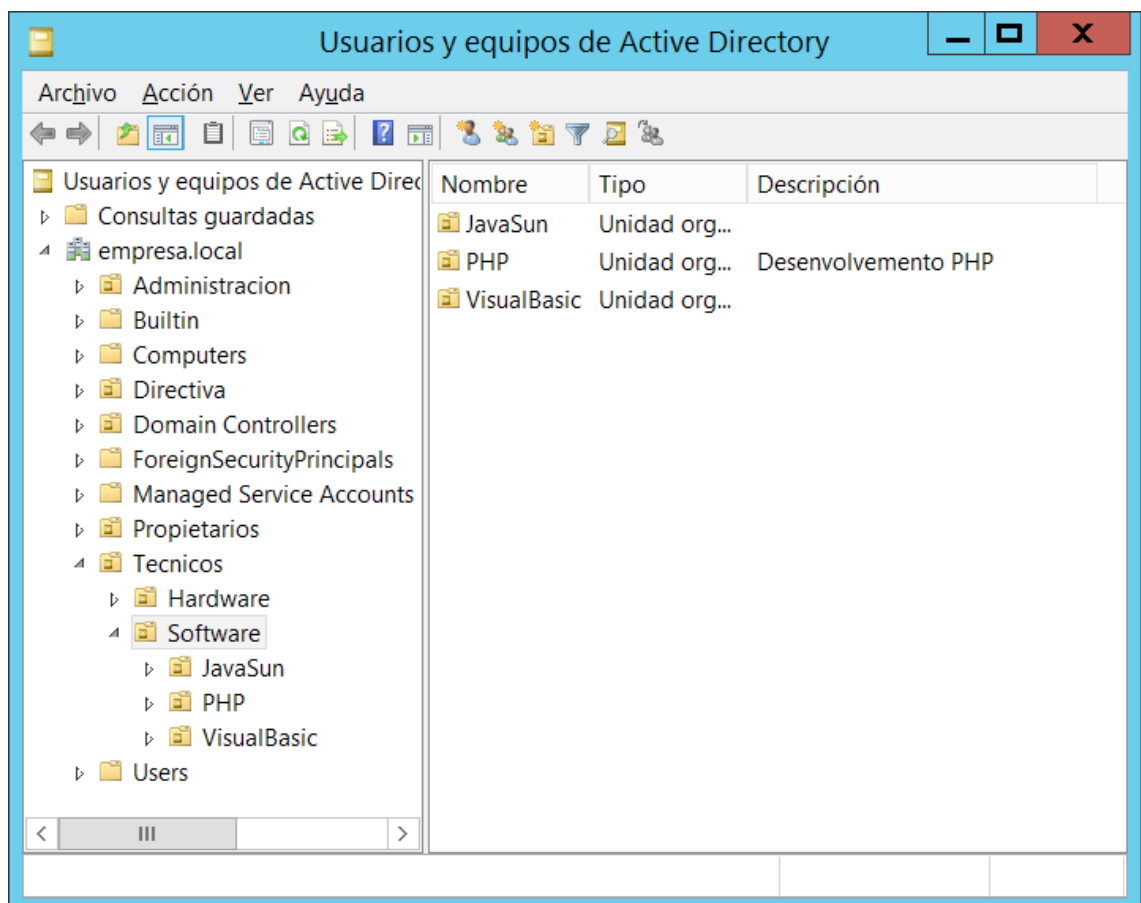 Usuarios y equipos de Active Directory
Archivo Acción Ver Ayuda
Usuarios y equipos de Active Direc
Consultas guardadas
empresa.local
Administracion
Builtin
Computers
Directiva
Domain Controllers
ForeignSecurityPrincipals
Managed Service Accounts
Propietarios
Tecnicos
Hardware
Software
JavaSun
PHP
VisualBasic
Users
Nombre Tipo Descripción
JavaSun Unidad org...
PHP Unidad org... Desenvolvemento PHP
VisualBasic Unidad org...